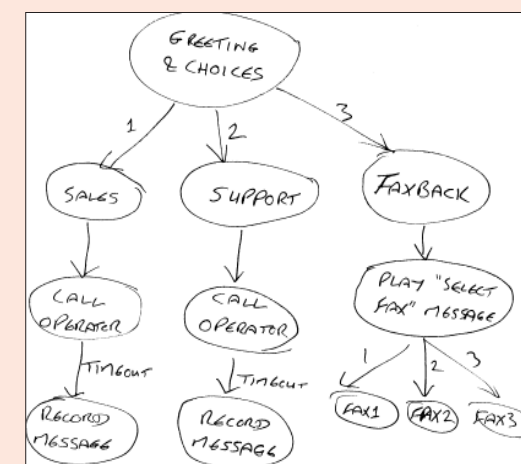 GREETING
& CHOICES
1
2
3
SALES
SUPPORT
FAXBACK
CALL
OPERATOR
CALL
OPERATOR
PLAY "SELECT
FAX" MESSAGE
TIMEOUT
TIMEOUT
1
2
3
RECORD
MESSAGE
RECORD
MESSAGE
FAX1
FAX2
FAX3